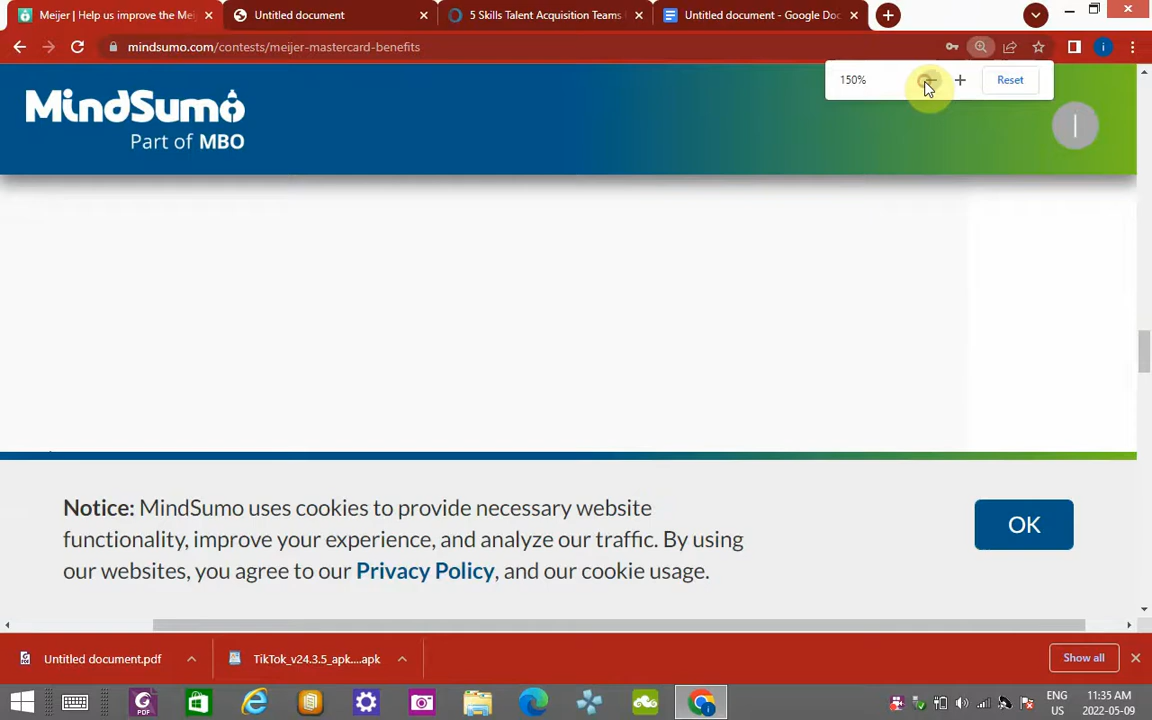 Meijer | Help us improve the Mei
Untitled document
5 Skills Talent Acquisition Teams
Untitled document - Google Doc
mindsumo.com/contests/meijer-mastercard-benefits
150%
Reset
MindSumo
Part of MBO
Notice: MindSumo uses cookies to provide necessary website
functionality, improve your experience, and analyze our traffic. By using
our websites, you agree to our Privacy Policy, and our cookie usage.
OK
Untitled document.pdf
TikTok_v24.3.5_apk....apk
Show all
PDF
ENG
US
11:35 AM
2022-05-09